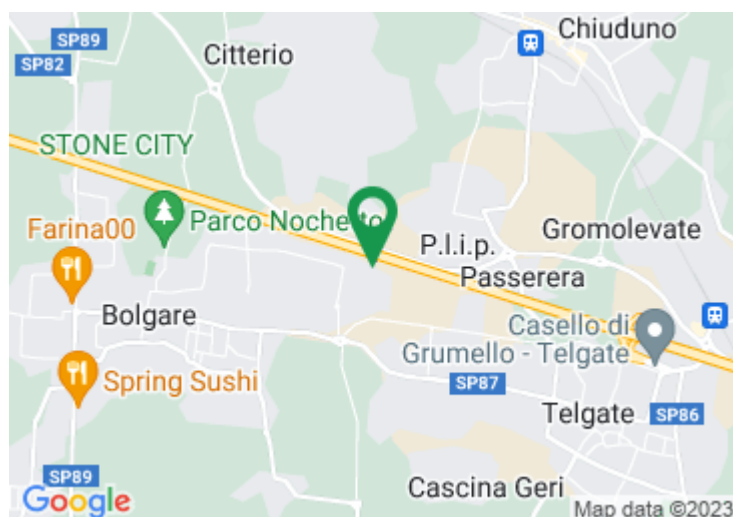 SP89
SP82
Citterio
Chiuduno
STONE CITY
Parco Nochetto
Farina00
P.l.i.p.
Gromolevate
Passerera
Bolgare
Casello di
Grumello - Telgate
Spring Sushi
SP87
Telgate
SP86
SP89
Cascina Geri
Google
Map data ©2023